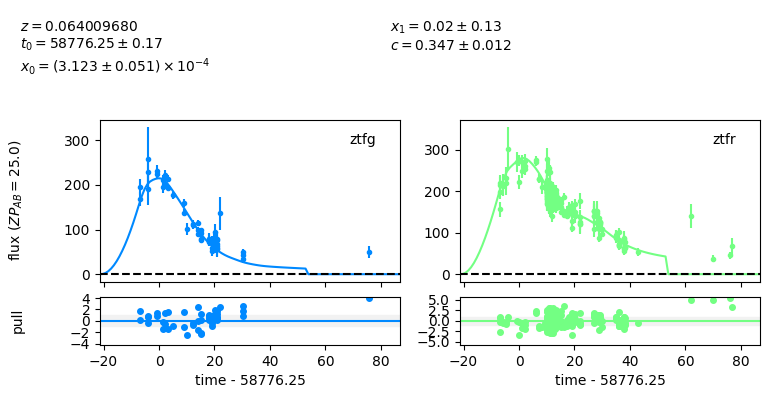 z = 0.064009680
t₀ = 58776.25 ± 0.17
x₀ = (3.123 ± 0.051) × 10⁻⁴
x₁ = 0.02 ± 0.13
c = 0.347 ± 0.012
flux (ZP_AB = 25.0)
300
200
100
0
ztfg
300
200
100
0
ztfr
pull
4
2
0
−2
−4
−20 0 20 40 60 80
time - 58776.25
5.0
2.5
0.0
−2.5
−5.0
−20 0 20 40 60 80
time - 58776.25